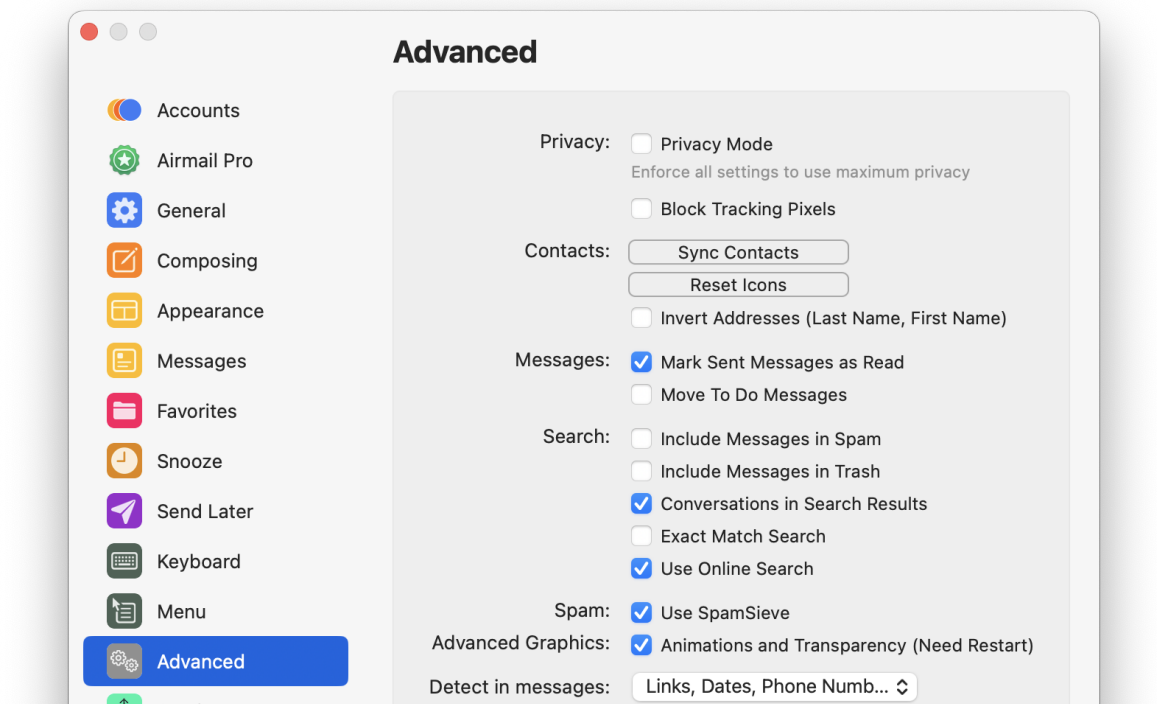 Advanced
Accounts
Airmail Pro
General
Composing
Appearance
Messages
Favorites
Snooze
Send Later
Keyboard
Menu
Advanced
Privacy: Privacy Mode
Enforce all settings to use maximum privacy
Block Tracking Pixels
Contacts: Sync Contacts
Reset Icons
Invert Addresses (Last Name, First Name)
Messages: Mark Sent Messages as Read
Move To Do Messages
Search: Include Messages in Spam
Include Messages in Trash
Conversations in Search Results
Exact Match Search
Use Online Search
Spam: Use SpamSieve
Advanced Graphics: Animations and Transparency (Need Restart)
Detect in messages: Links, Dates, Phone Numb...